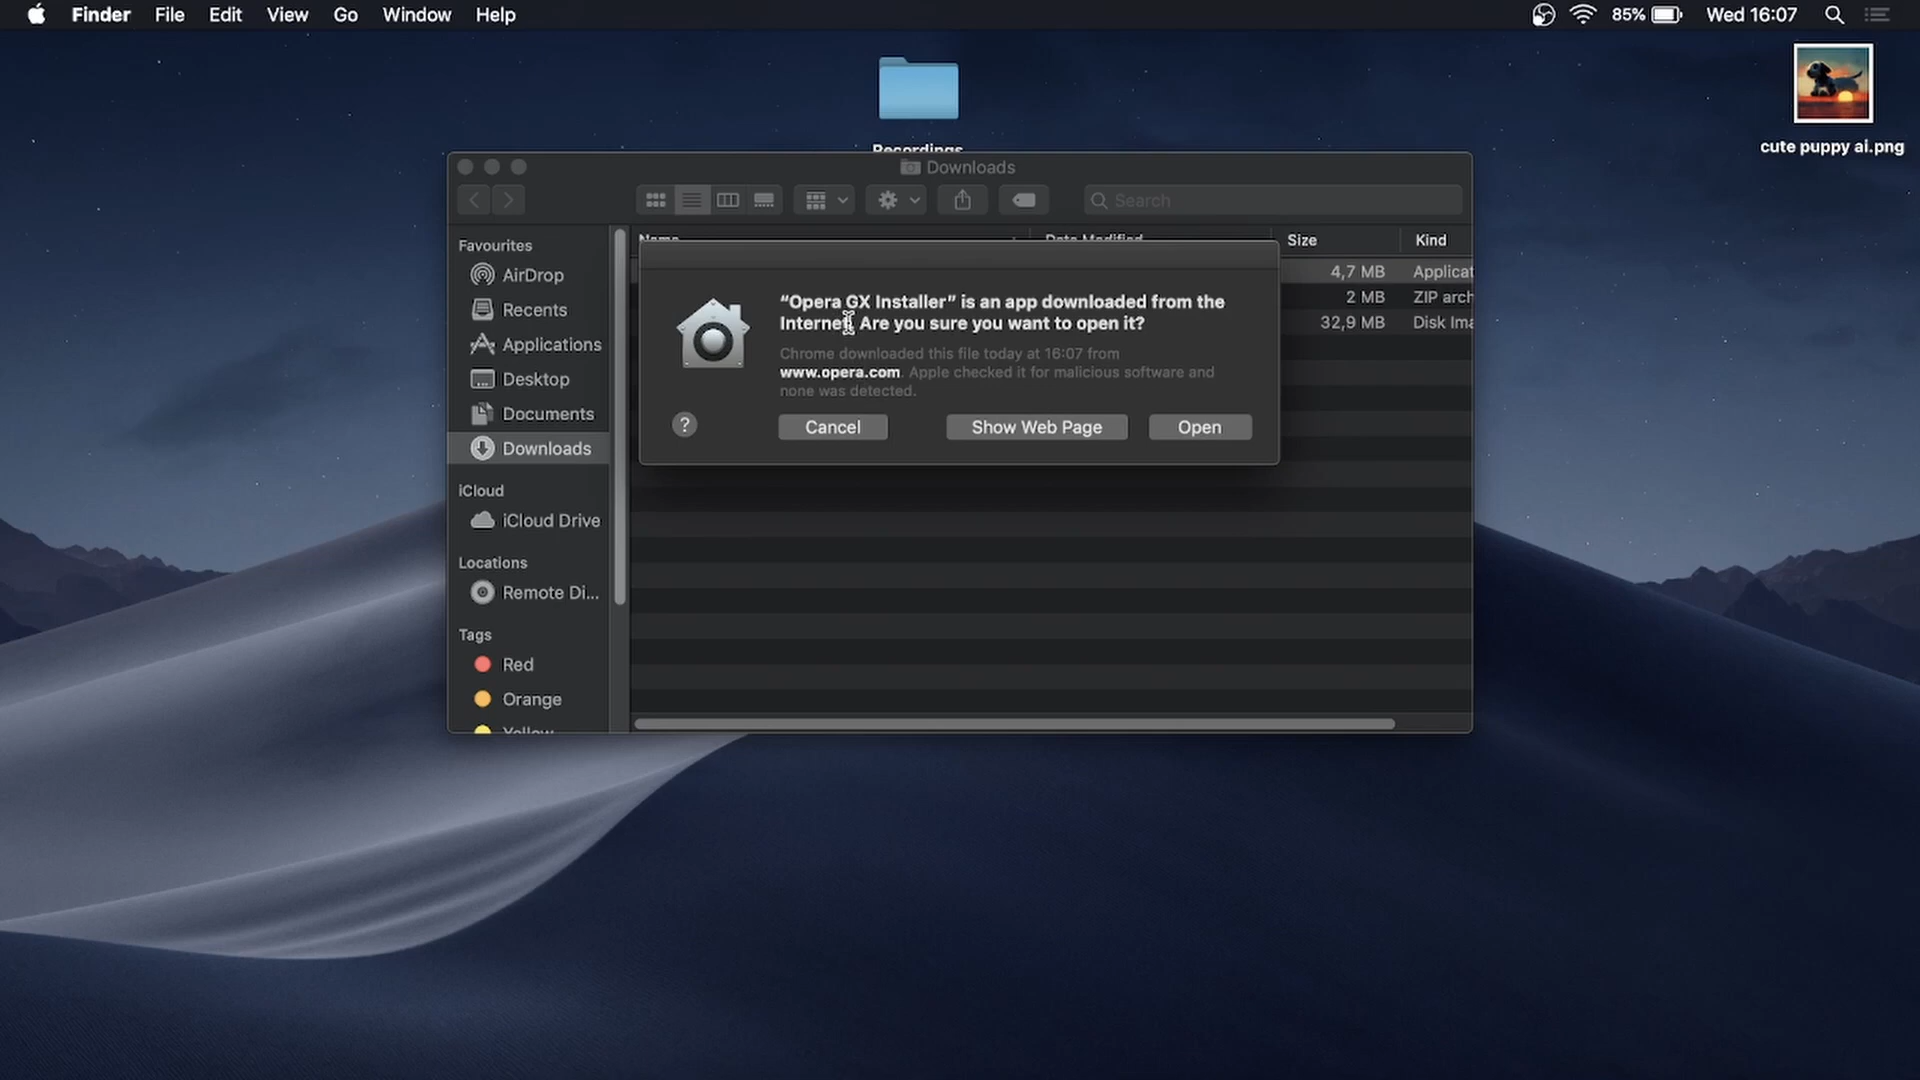 Finder File Edit View Go Window Help
85% Wed 16:07
Recordings
cute puppy ai.png
Downloads
Search
Favourites
AirDrop
Recents
Applications
Desktop
Documents
Downloads
iCloud
iCloud Drive
Locations
Remote Di...
Tags
Red
Orange
Yellow
Name Date Modified Size Kind
4,7 MB Applicat
2 MB ZIP arch
32,9 MB Disk Ima
“Opera GX Installer” is an app downloaded from the
Internet. Are you sure you want to open it?
Chrome downloaded this file today at 16:07 from
www.opera.com. Apple checked it for malicious software and
none was detected.
?
Cancel
Show Web Page
Open